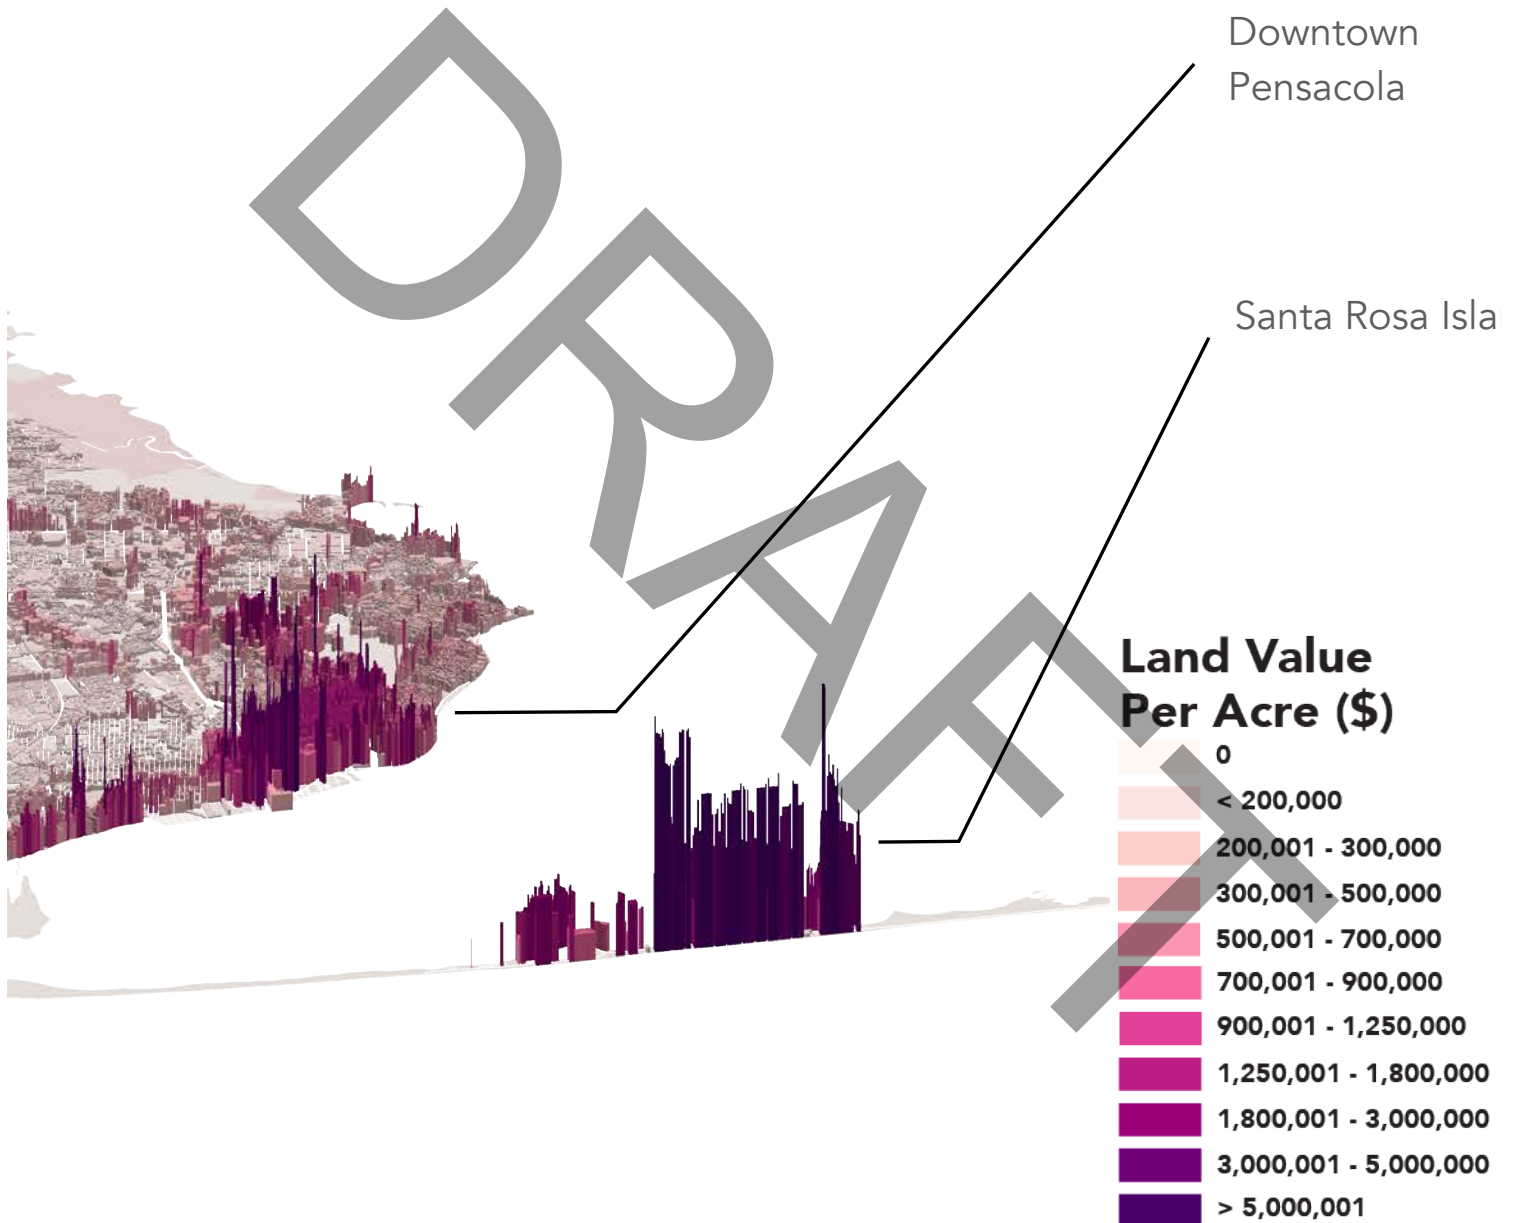 Downtown
Pensacola
Santa Rosa Isla
DRAFT
Land Value
Per Acre ($)
0
< 200,000
200,001 - 300,000
300,001 - 500,000
500,001 - 700,000
700,001 - 900,000
900,001 - 1,250,000
1,250,001 - 1,800,000
1,800,001 - 3,000,000
3,000,001 - 5,000,000
> 5,000,001